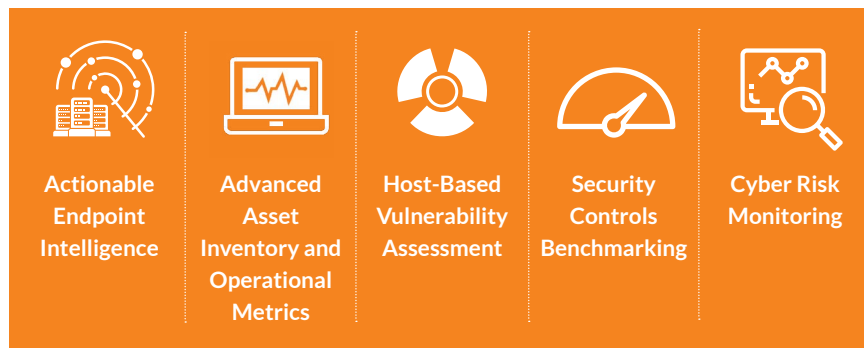 Actionable
Endpoint
Intelligence
Advanced
Asset
Inventory and
Operational
Metrics
Host-Based
Vulnerability
Assessment
Security
Controls
Benchmarking
Cyber Risk
Monitoring